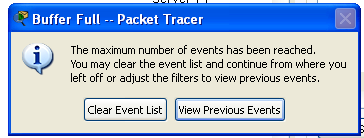 Buffer Full -- Packet Tracer
The maximum number of events has been reached.
You may clear the event list and continue from where you
left off or adjust the filters to view previous events.
Clear Event List
View Previous Events